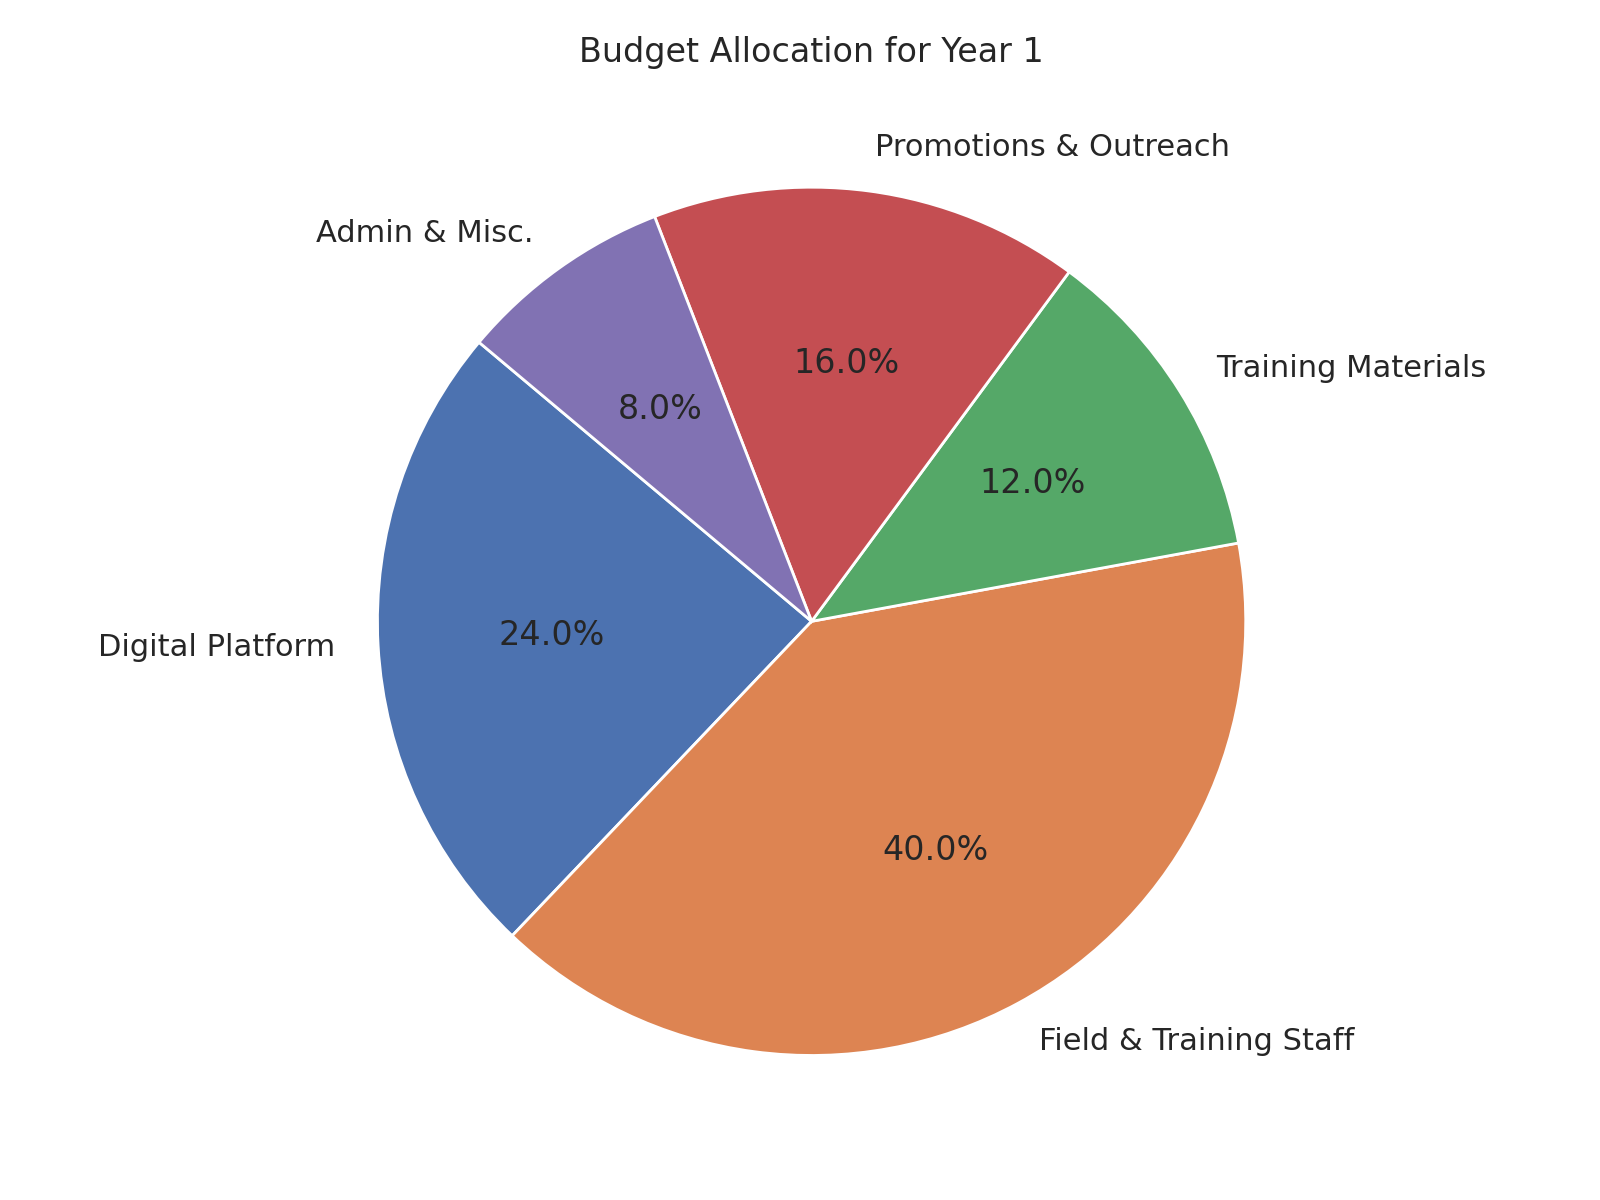 Budget Allocation for Year 1
Promotions & Outreach
Admin & Misc.
16.0%
Training Materials
8.0%
12.0%
24.0%
Digital Platform
40.0%
Field & Training Staff